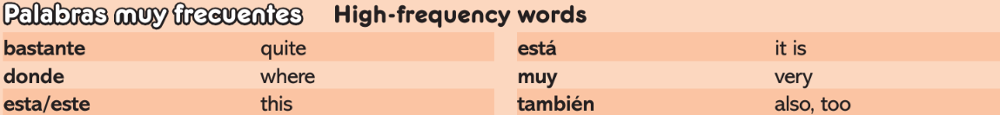 Palabras muy frecuentes High-frequency words
bastante quite
donde where
esta/este this
está it is
muy very
también also, too